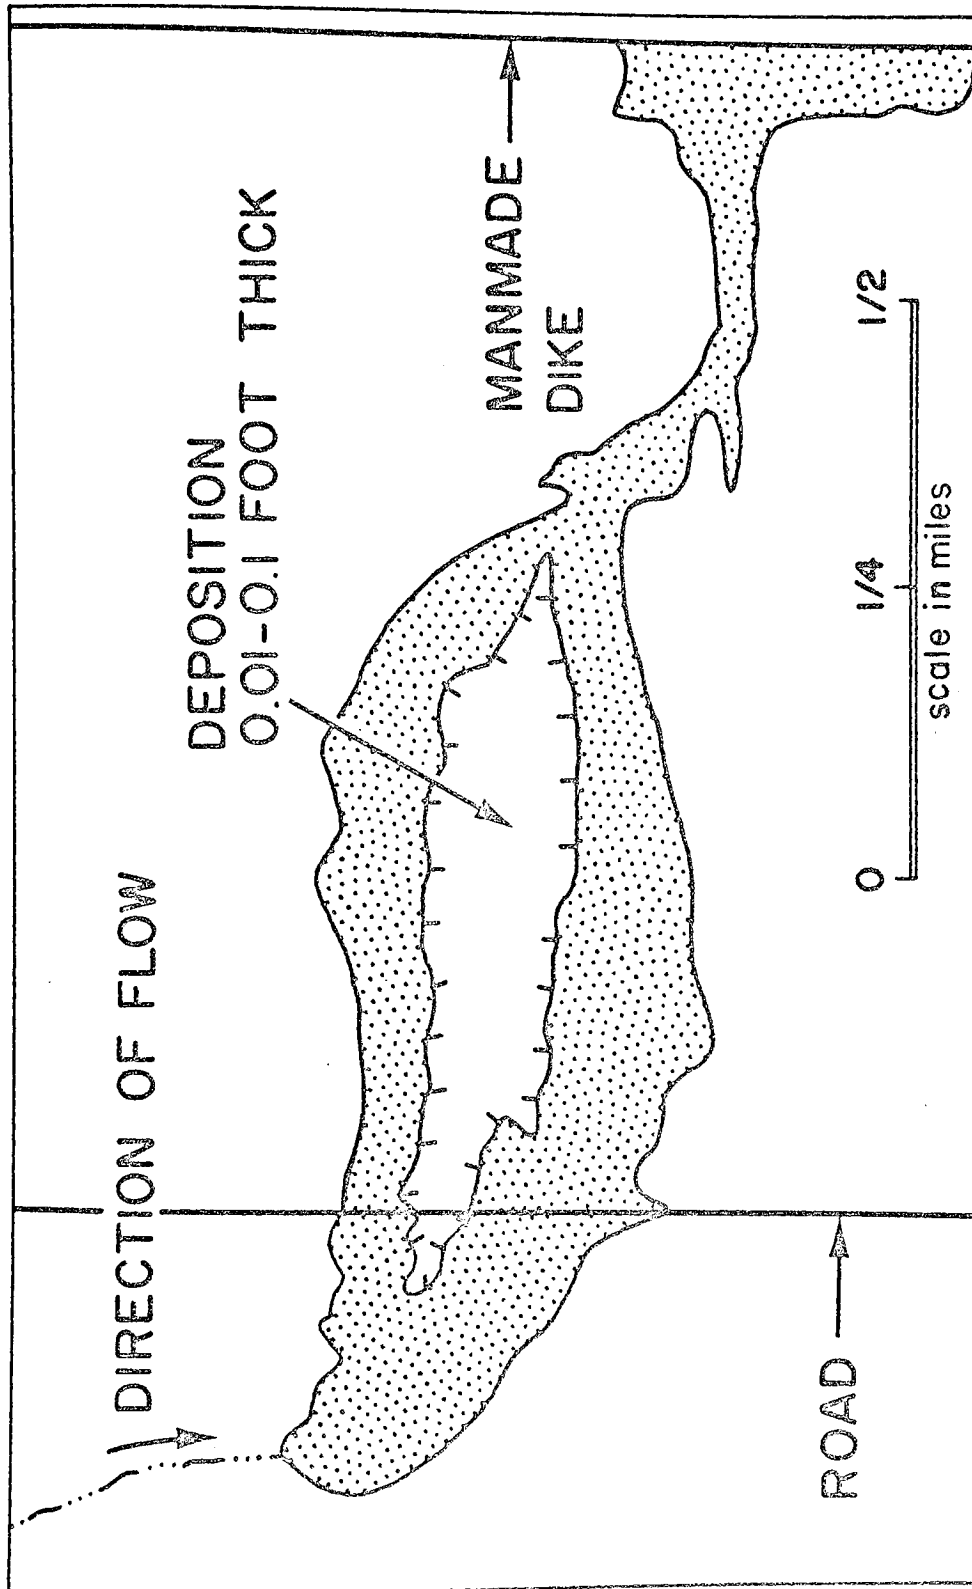 DIRECTION OF FLOW
DEPOSITION
0.01-0.1 FOOT THICK
MANMADE
DIKE
ROAD
0
1/4
1/2
scale in miles